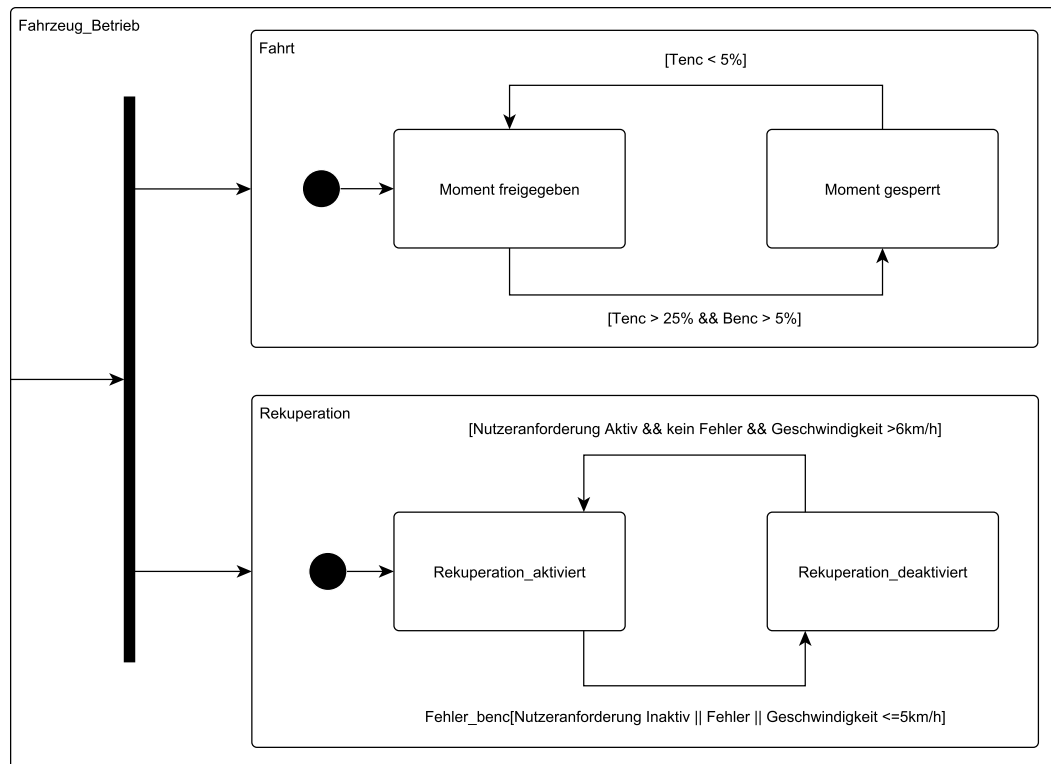 Fahrzeug_Betrieb
Fahrt
[Tenc < 5%]
Moment freigegeben
Moment gesperrt
[Tenc > 25% && Benc > 5%]
Rekuperation
[Nutzeranforderung Aktiv && kein Fehler && Geschwindigkeit >6km/h]
Rekuperation_aktiviert
Rekuperation_deaktiviert
Fehler_benc[Nutzeranforderung Inaktiv || Fehler || Geschwindigkeit <=5km/h]